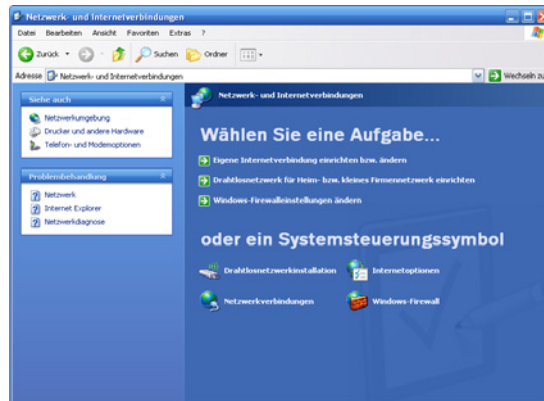 Netzwerk- und Internetverbindungen
Datei Bearbeiten Ansicht Favoriten Extras ?
Zurück Suchen Ordner
Adresse Netzwerk- und Internetverbindungen Wechseln zu
Siehe auch
Netzwerkumgebung
Drucker und andere Hardware
Telefon- und Modemoptionen
Problembehandlung
Netzwerk
Internet Explorer
Netzwerkdiagnose
Netzwerk- und Internetverbindungen
Wählen Sie eine Aufgabe...
Eigene Internetverbindung einrichten bzw. ändern
Drahtlosnetzwerk für Heim- bzw. kleines Firmennetzwerk einrichten
Windows-Firewalleinstellungen ändern
oder ein Systemsteuerungssymbol
Drahtlosnetzwerkinstallation Internetoptionen
Netzwerkverbindungen Windows-Firewall